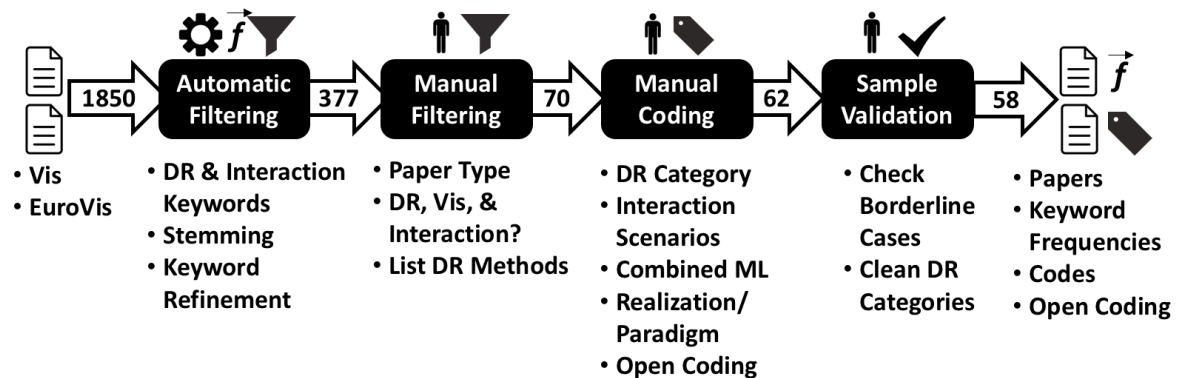 1850
Automatic
Filtering
377
Manual
Filtering
70
Manual
Coding
62
Sample
Validation
58
f
f
• Vis
• EuroVis
• DR & Interaction
Keywords
• Stemming
• Keyword
Refinement
• Paper Type
• DR, Vis, &
Interaction?
• List DR Methods
• DR Category
• Interaction
Scenarios
• Combined ML
• Realization/
Paradigm
• Open Coding
• Check
Borderline
Cases
• Clean DR
Categories
• Papers
• Keyword
Frequencies
• Codes
• Open Coding